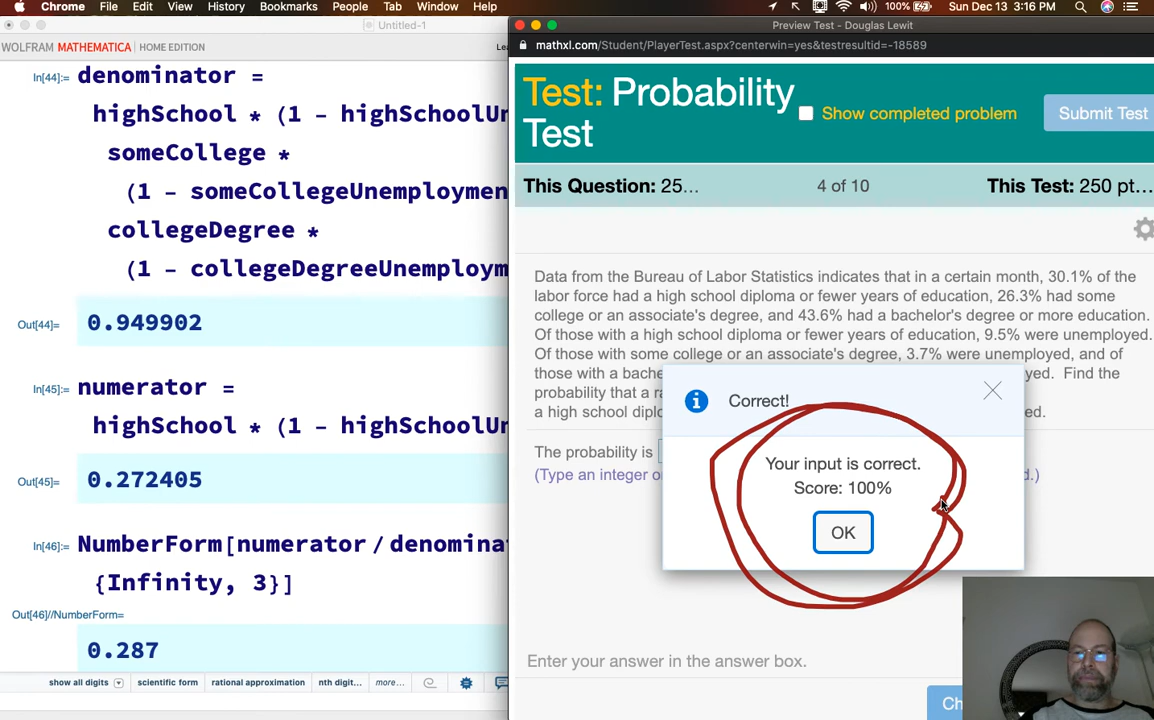 Chrome File Edit View History Bookmarks People Tab Window Help
100% Sun Dec 13 3:16 PM
Untitled-1
WOLFRAM MATHEMATICA HOME EDITION
In[44]:= denominator =
highSchool * (1 - highSchoolUn
someCollege *
(1 - someCollegeUnemploymen
collegeDegree *
(1 - collegeDegreeUnemploym
Out[44]= 0.949902
In[45]:= numerator =
highSchool * (1 - highSchoolUn
Out[45]= 0.272405
In[46]:= NumberForm[numerator / denomina
{Infinity, 3}]
Out[46]//NumberForm=
0.287
show all digits scientific form rational approximation nth digit... more...
Preview Test - Douglas Lewit
mathxl.com/Student/PlayerTest.aspx?centerwin=yes&testresultid=-18589
Test: Probability
Test
Show completed problem
Submit Test
This Question: 25... 4 of 10 This Test: 250 pt...
Data from the Bureau of Labor Statistics indicates that in a certain month, 30.1% of the
labor force had a high school diploma or fewer years of education, 26.3% had some
college or an associate's degree, and 43.6% had a bachelor's degree or more education.
Of those with a high school diploma or fewer years of education, 9.5% were unemployed.
Of those with some college or an associate's degree, 3.7% were unemployed, and of
those with a bach yed. Find the
probability that a ra
a high school diplo ed.
The probability is
(Type an integer o d.)
Correct!
Your input is correct.
Score: 100%
OK
Enter your answer in the answer box.
Ch